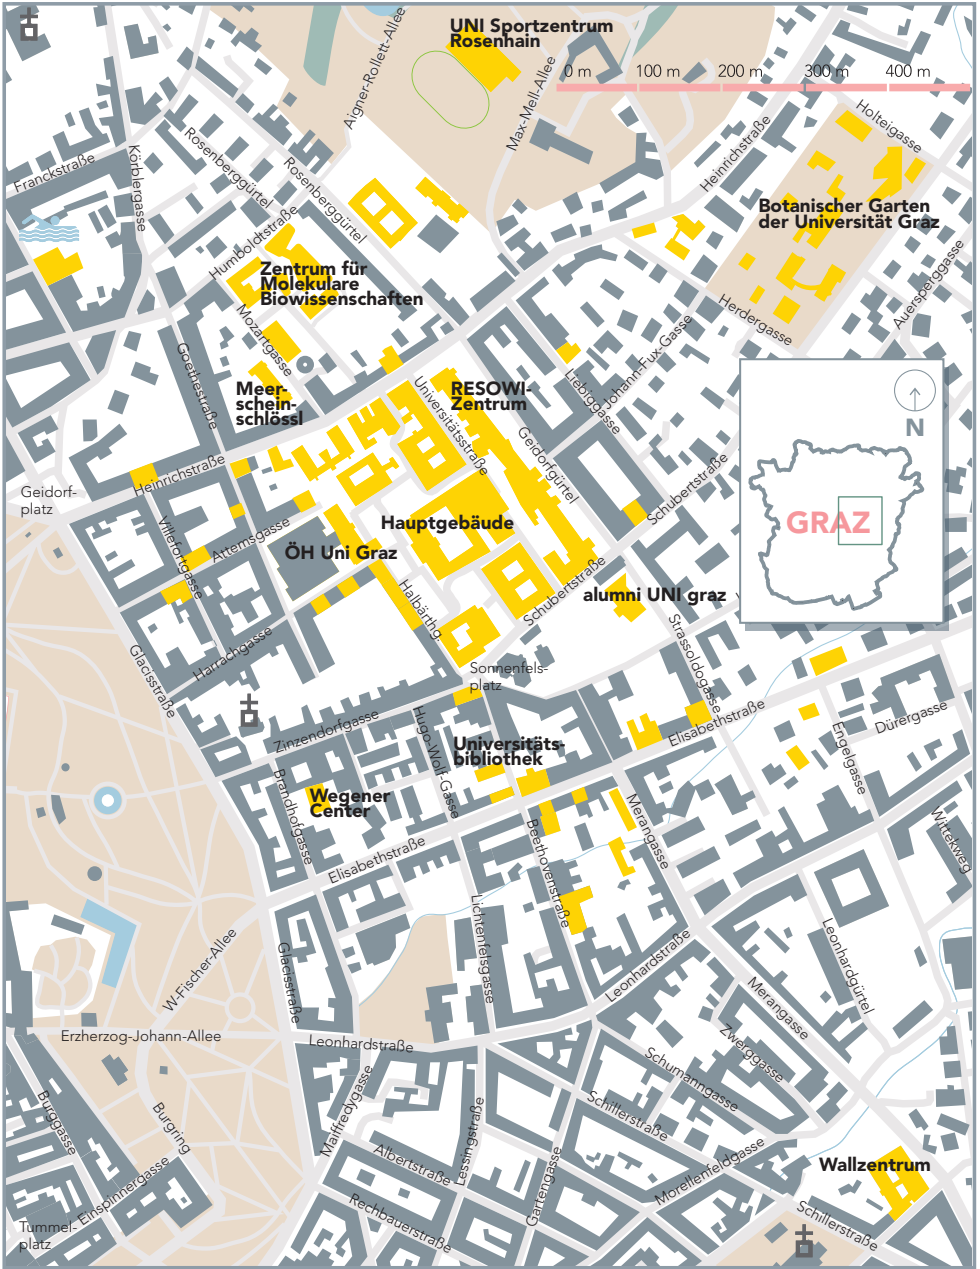 UNI Sportzentrum
Rosenhain
0 m
100 m
200 m
300 m
400 m
Aigner-Rollett-Allee
Max-Mell-Allee
Holteigasse
Heinrichstraße
Rosenberggürtel
Rosenberggürtel
Körblergasse
Franckstraße
Humboldtstraße
Botanischer Garten
der Universität Graz
Auersperggasse
Herdergasse
Zentrum für
Molekulare
Biowissenschaften
Mozartgasse
Goethestraße
Johann-Fux-Gasse
Liebiggasse
Meer-
schein-
schlössl
RESOWI-
Zentrum
Universitätsstraße
Geidorfgürtel
Schubertstraße
N
GRAZ
Heinrichstraße
Geidorf-
platz
Villefortgasse
Attemsgasse
Hauptgebäude
ÖH Uni Graz
Halbärthg.
Schubertstraße
alumni UNI graz
Strassoldogasse
Harrachgasse
Glacisstraße
Sonnenfels-
platz
Zinzendorfgasse
Hugo-Wolf-Gasse
Elisabethstraße
Engelgasse
Dürergasse
Universitäts-
bibliothek
Wegener
Center
Brandhofgasse
Elisabethstraße
Beethovenstraße
Merangasse
Wittekweg
Lichtenfelsgasse
Leonhardgürtel
W-Fischer-Allee
Glacisstraße
Leonhardstraße
Merangasse
Erzherzog-Johann-Allee
Leonhardstraße
Zwerggasse
Schumanngasse
Schillerstraße
Maiffredygasse
Burggasse
Burgring
Albertstraße
Lessingstraße
Gartengasse
Morellenfeldgasse
Wallzentrum
Einspinnergasse
Rechbauerstraße
Schillerstraße
Tummel-
platz